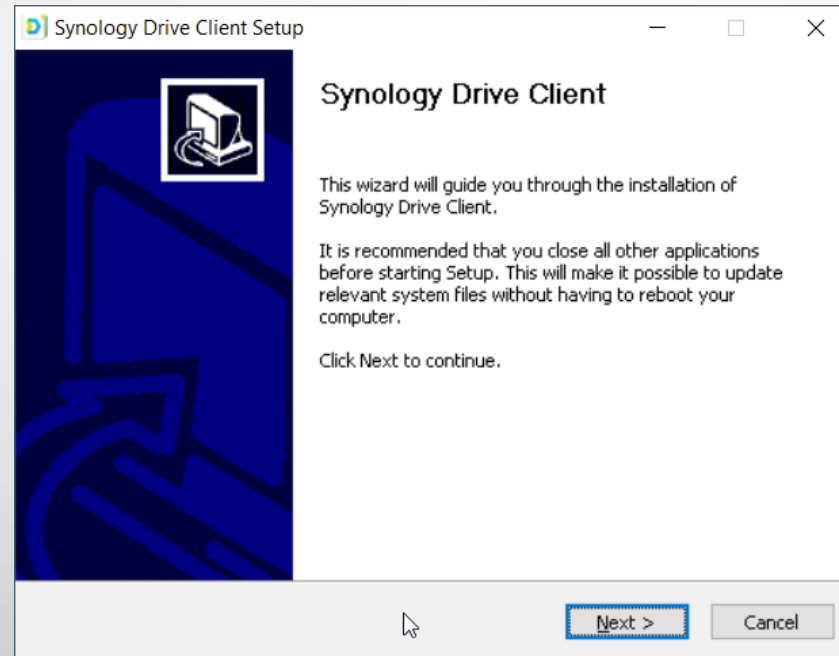 Synology Drive Client Setup
Synology Drive Client
This wizard will guide you through the installation of
Synology Drive Client.
It is recommended that you close all other applications
before starting Setup. This will make it possible to update
relevant system files without having to reboot your
computer.
Click Next to continue.
Next >
Cancel